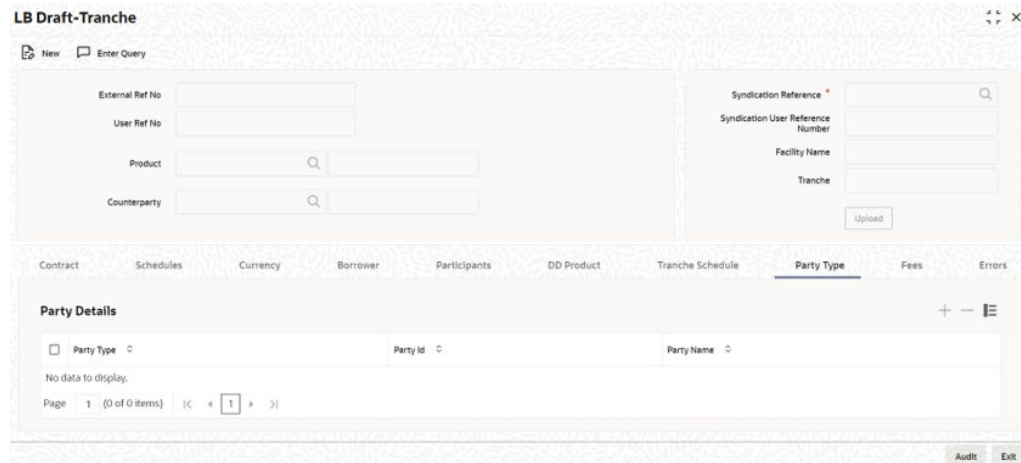 LB Draft-Tranche
New Enter Query
External Ref No
User Ref No
Product
Counterparty
Syndication Reference *
Syndication User Reference
Number
Facility Name
Tranche
Upload
Contract Schedules Currency Borrower Participants DD Product Tranche Schedule Party Type Fees Errors
Party Details
Party Type Party Id Party Name
No data to display.
Page 1 (0 of 0 items) 1
Audit Exit